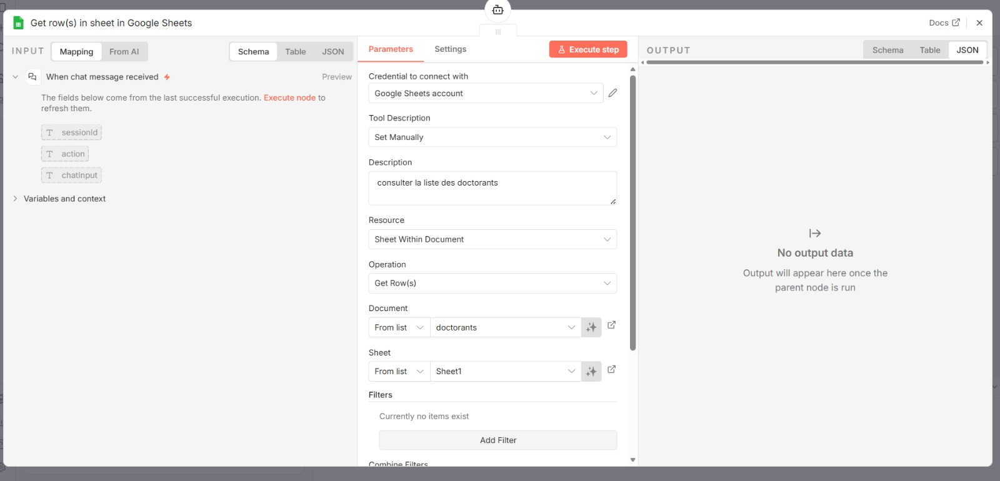 Get row(s) in sheet in Google Sheets
Docs
INPUT
Mapping
From AI
Schema
Table
JSON
When chat message received
Preview
The fields below come from the last successful execution. Execute node to
refresh them.
T sessionId
T action
T chatInput
Variables and context
Parameters
Settings
Execute step
Credential to connect with
Google Sheets account
Tool Description
Set Manually
Description
consulter la liste des doctorants
Resource
Sheet Within Document
Operation
Get Row(s)
Document
From list
doctorants
Sheet
From list
Sheet1
Filters
Currently no items exist
Add Filter
Combine Filters
OUTPUT
Schema
Table
JSON
No output data
Output will appear here once the
parent node is run